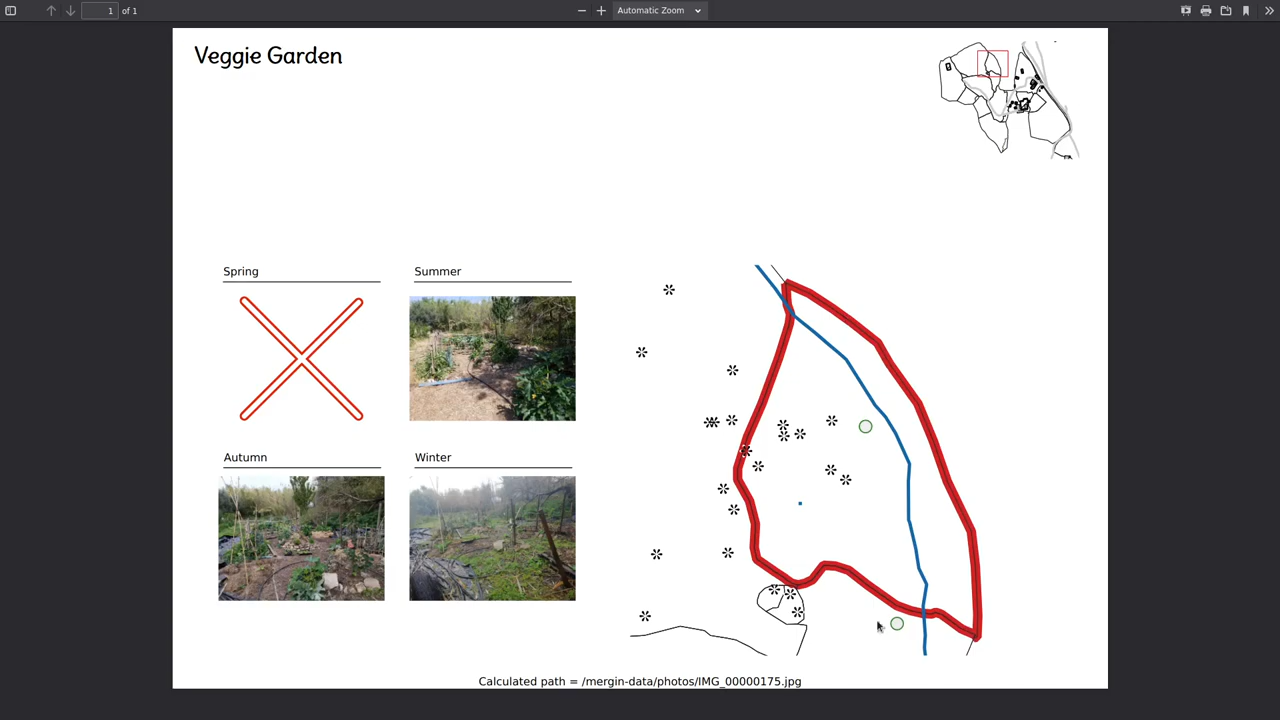 1 of 1
Automatic Zoom
Veggie Garden
Spring
Summer
Autumn
Winter
Calculated path = /mergin-data/photos/IMG_00000175.jpg